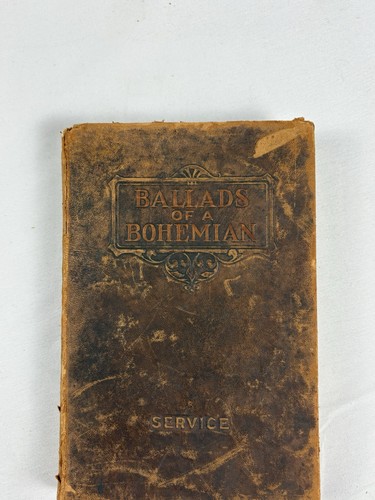 BALLADS
OF A
BOHEMIAN
SERVICE